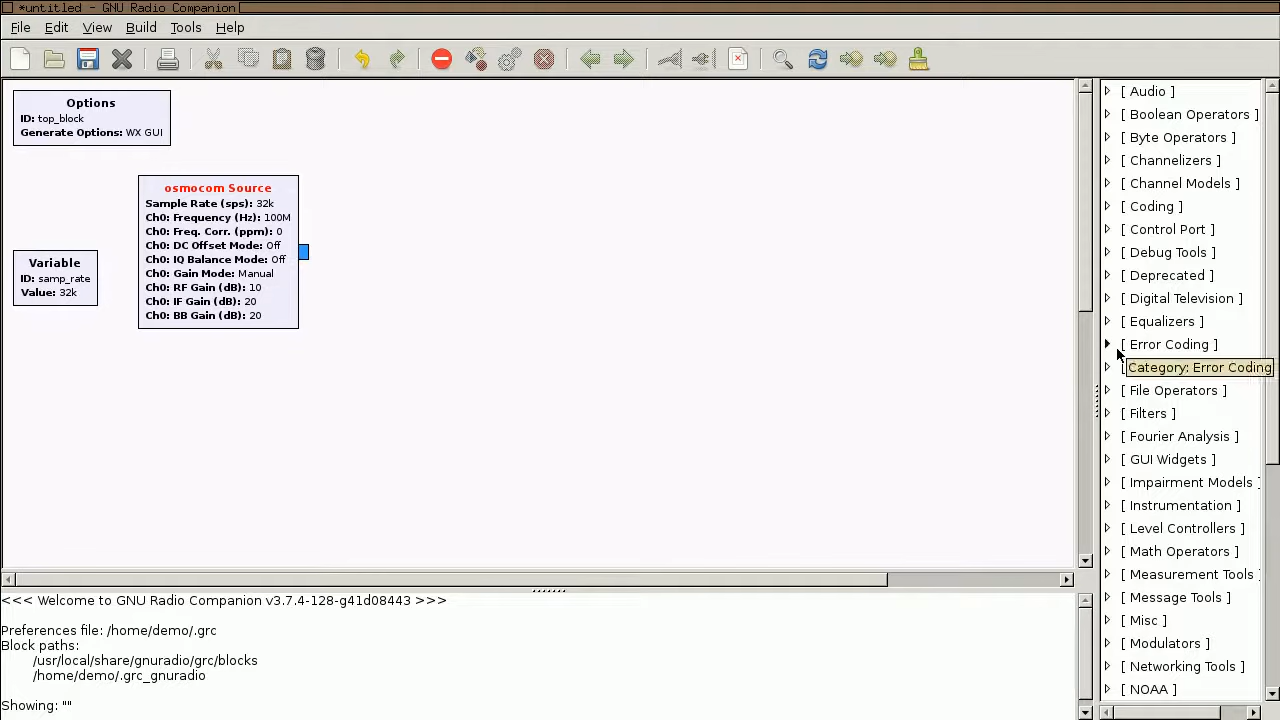 *untitled - GNU Radio Companion
File Edit View Build Tools Help
Options
ID: top_block
Generate Options: WX GUI
osmocom Source
Sample Rate (sps): 32k
Ch0: Frequency (Hz): 100M
Ch0: Freq. Corr. (ppm): 0
Ch0: DC Offset Mode: Off
Ch0: IQ Balance Mode: Off
Ch0: Gain Mode: Manual
Ch0: RF Gain (dB): 10
Ch0: IF Gain (dB): 20
Ch0: BB Gain (dB): 20
Variable
ID: samp_rate
Value: 32k
[ Audio ]
[ Boolean Operators ]
[ Byte Operators ]
[ Channelizers ]
[ Channel Models ]
[ Coding ]
[ Control Port ]
[ Debug Tools ]
[ Deprecated ]
[ Digital Television ]
[ Equalizers ]
[ Error Coding ]
Category: Error Coding
[ File Operators ]
[ Filters ]
[ Fourier Analysis ]
[ GUI Widgets ]
[ Impairment Models ]
[ Instrumentation ]
[ Level Controllers ]
[ Math Operators ]
[ Measurement Tools
[ Message Tools ]
[ Misc ]
[ Modulators ]
[ Networking Tools ]
[ NOAA ]
<<< Welcome to GNU Radio Companion v3.7.4-128-g41d08443 >>>
Preferences file: /home/demo/.grc
Block paths:
/usr/local/share/gnuradio/grc/blocks
/home/demo/.grc_gnuradio
Showing: ""